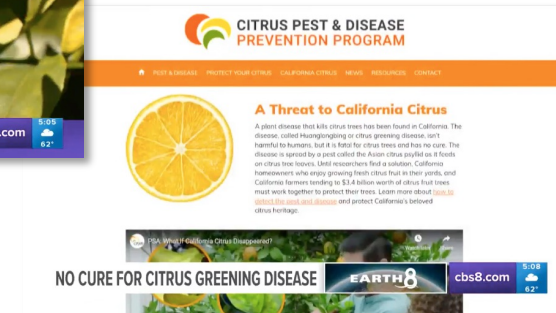 CITRUS PEST & DISEASE
PREVENTION PROGRAM
PEST & DISEASE PROTECT YOUR CITRUS CALIFORNIA CITRUS NEWS RESOURCES CONTACT
A Threat to California Citrus
A plant disease that kills citrus trees has been found in California. The
disease, called Huanglongbing or citrus greening disease, isn't
harmful to humans, but it is fatal for citrus trees and has no cure. The
disease is spread by a pest called the Asian citrus psyllid as it feeds
on citrus tree leaves. Until researchers find a solution, California
homeowners who enjoy growing fresh citrus fruit in their yards, and
California farmers tending to $3.4 billion worth of citrus fruit trees
must work together to protect their trees. Learn more about how to
detect the pest and disease and protect California's beloved
citrus heritage.
5:05
.com
62°
PSA: What if California Citrus Disappeared?
Watch later
NO CURE FOR CITRUS GREENING DISEASE
EARTH 8
cbs8.com
5:08
62°